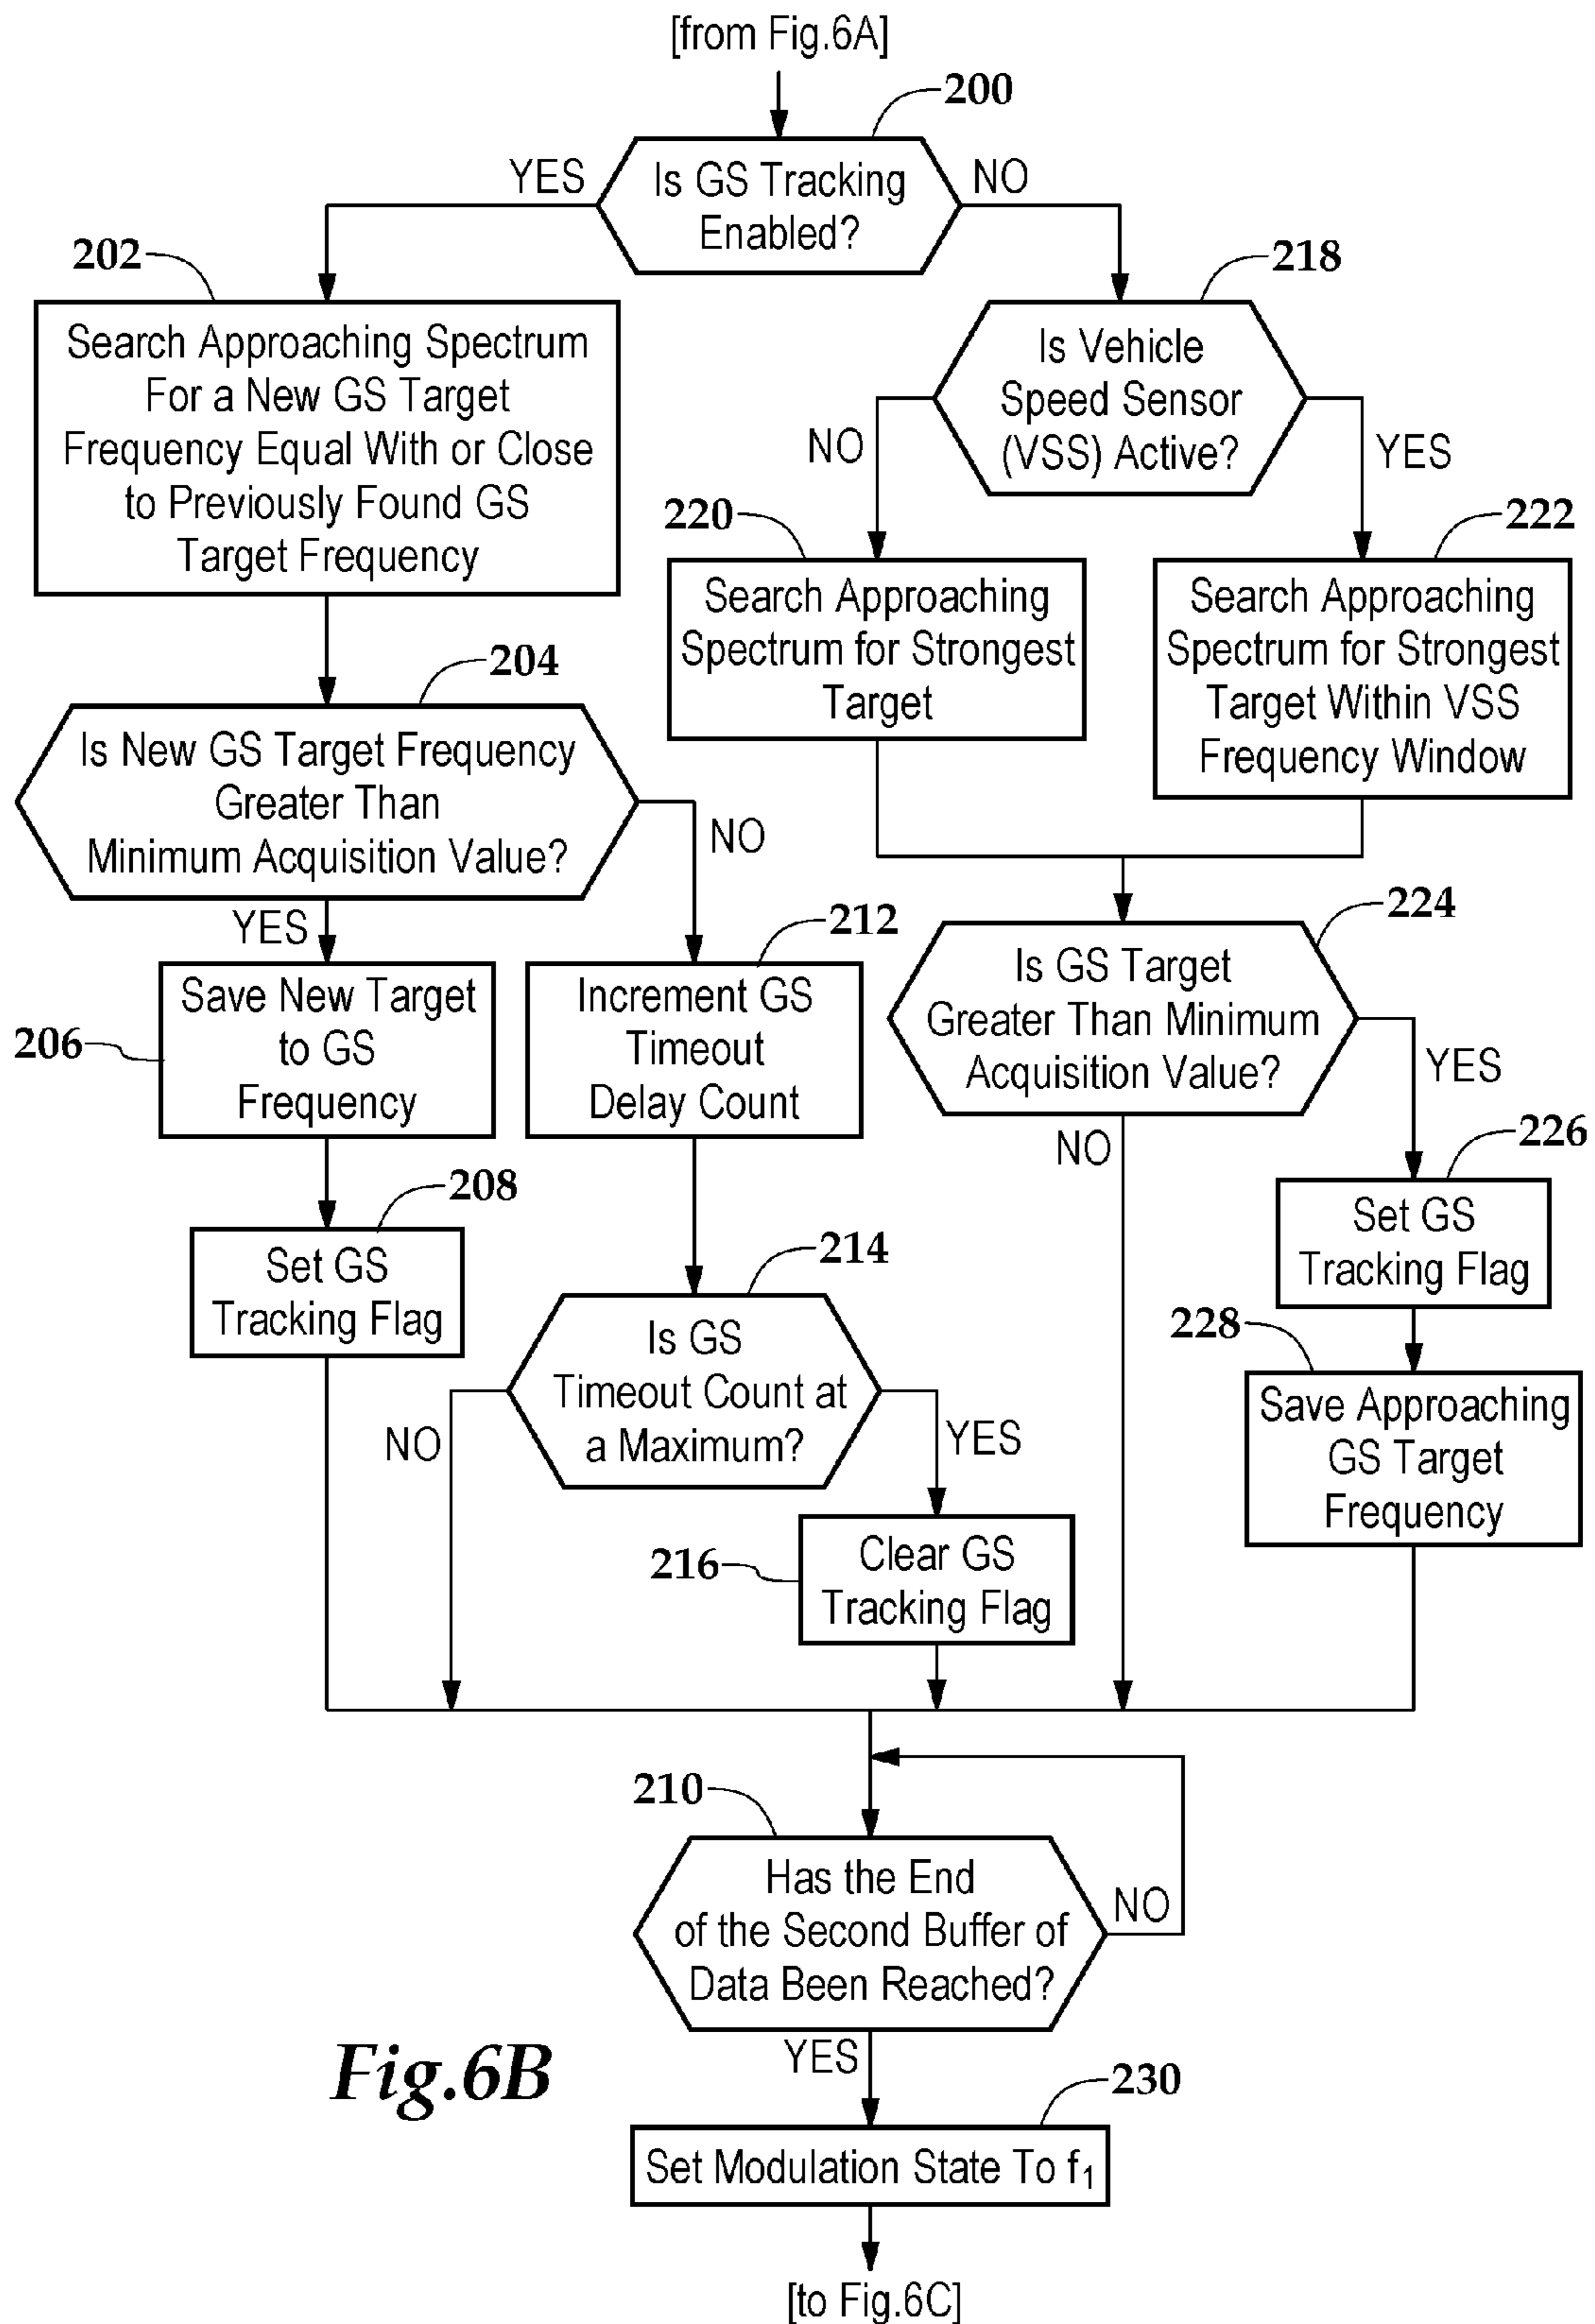 [from Fig.6A]
200
YES
Is GS Tracking
Enabled?
NO
202
Search Approaching Spectrum
For a New GS Target
Frequency Equal With or Close
to Previously Found GS
Target Frequency
218
Is Vehicle
Speed Sensor
(VSS) Active?
NO
YES
220
Search Approaching
Spectrum for Strongest
Target
222
Search Approaching
Spectrum for Strongest
Target Within VSS
Frequency Window
204
Is New GS Target Frequency
Greater Than
Minimum Acquisition Value?
NO
YES
206
Save New Target
to GS
Frequency
212
Increment GS
Timeout
Delay Count
224
Is GS Target
Greater Than Minimum
Acquisition Value?
YES
NO
208
Set GS
Tracking Flag
214
Is GS
Timeout Count at
a Maximum?
NO
YES
226
Set GS
Tracking Flag
228
Save Approaching
GS Target
Frequency
216
Clear GS
Tracking Flag
210
Has the End
of the Second Buffer of
Data Been Reached?
NO
YES
Fig.6B
230
Set Modulation State To f₁
[to Fig.6C]